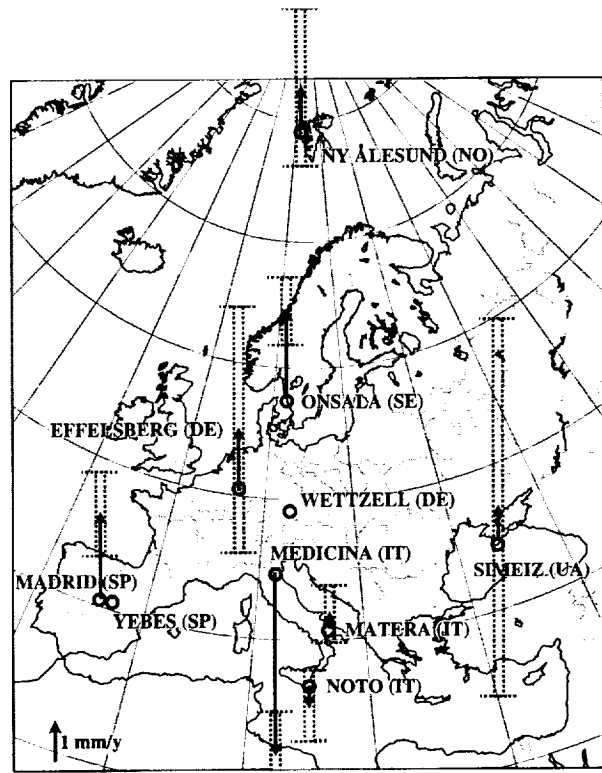 NY ÅLESUND (NO)
ONSALA (SE)
EFFELSBERG (DE)
WETTZELL (DE)
MEDICINA (IT)
SIMEIZ (UA)
MADRID (SP)
YEBES (SP)
MATERA (IT)
NOTO (IT)
1 mm/y